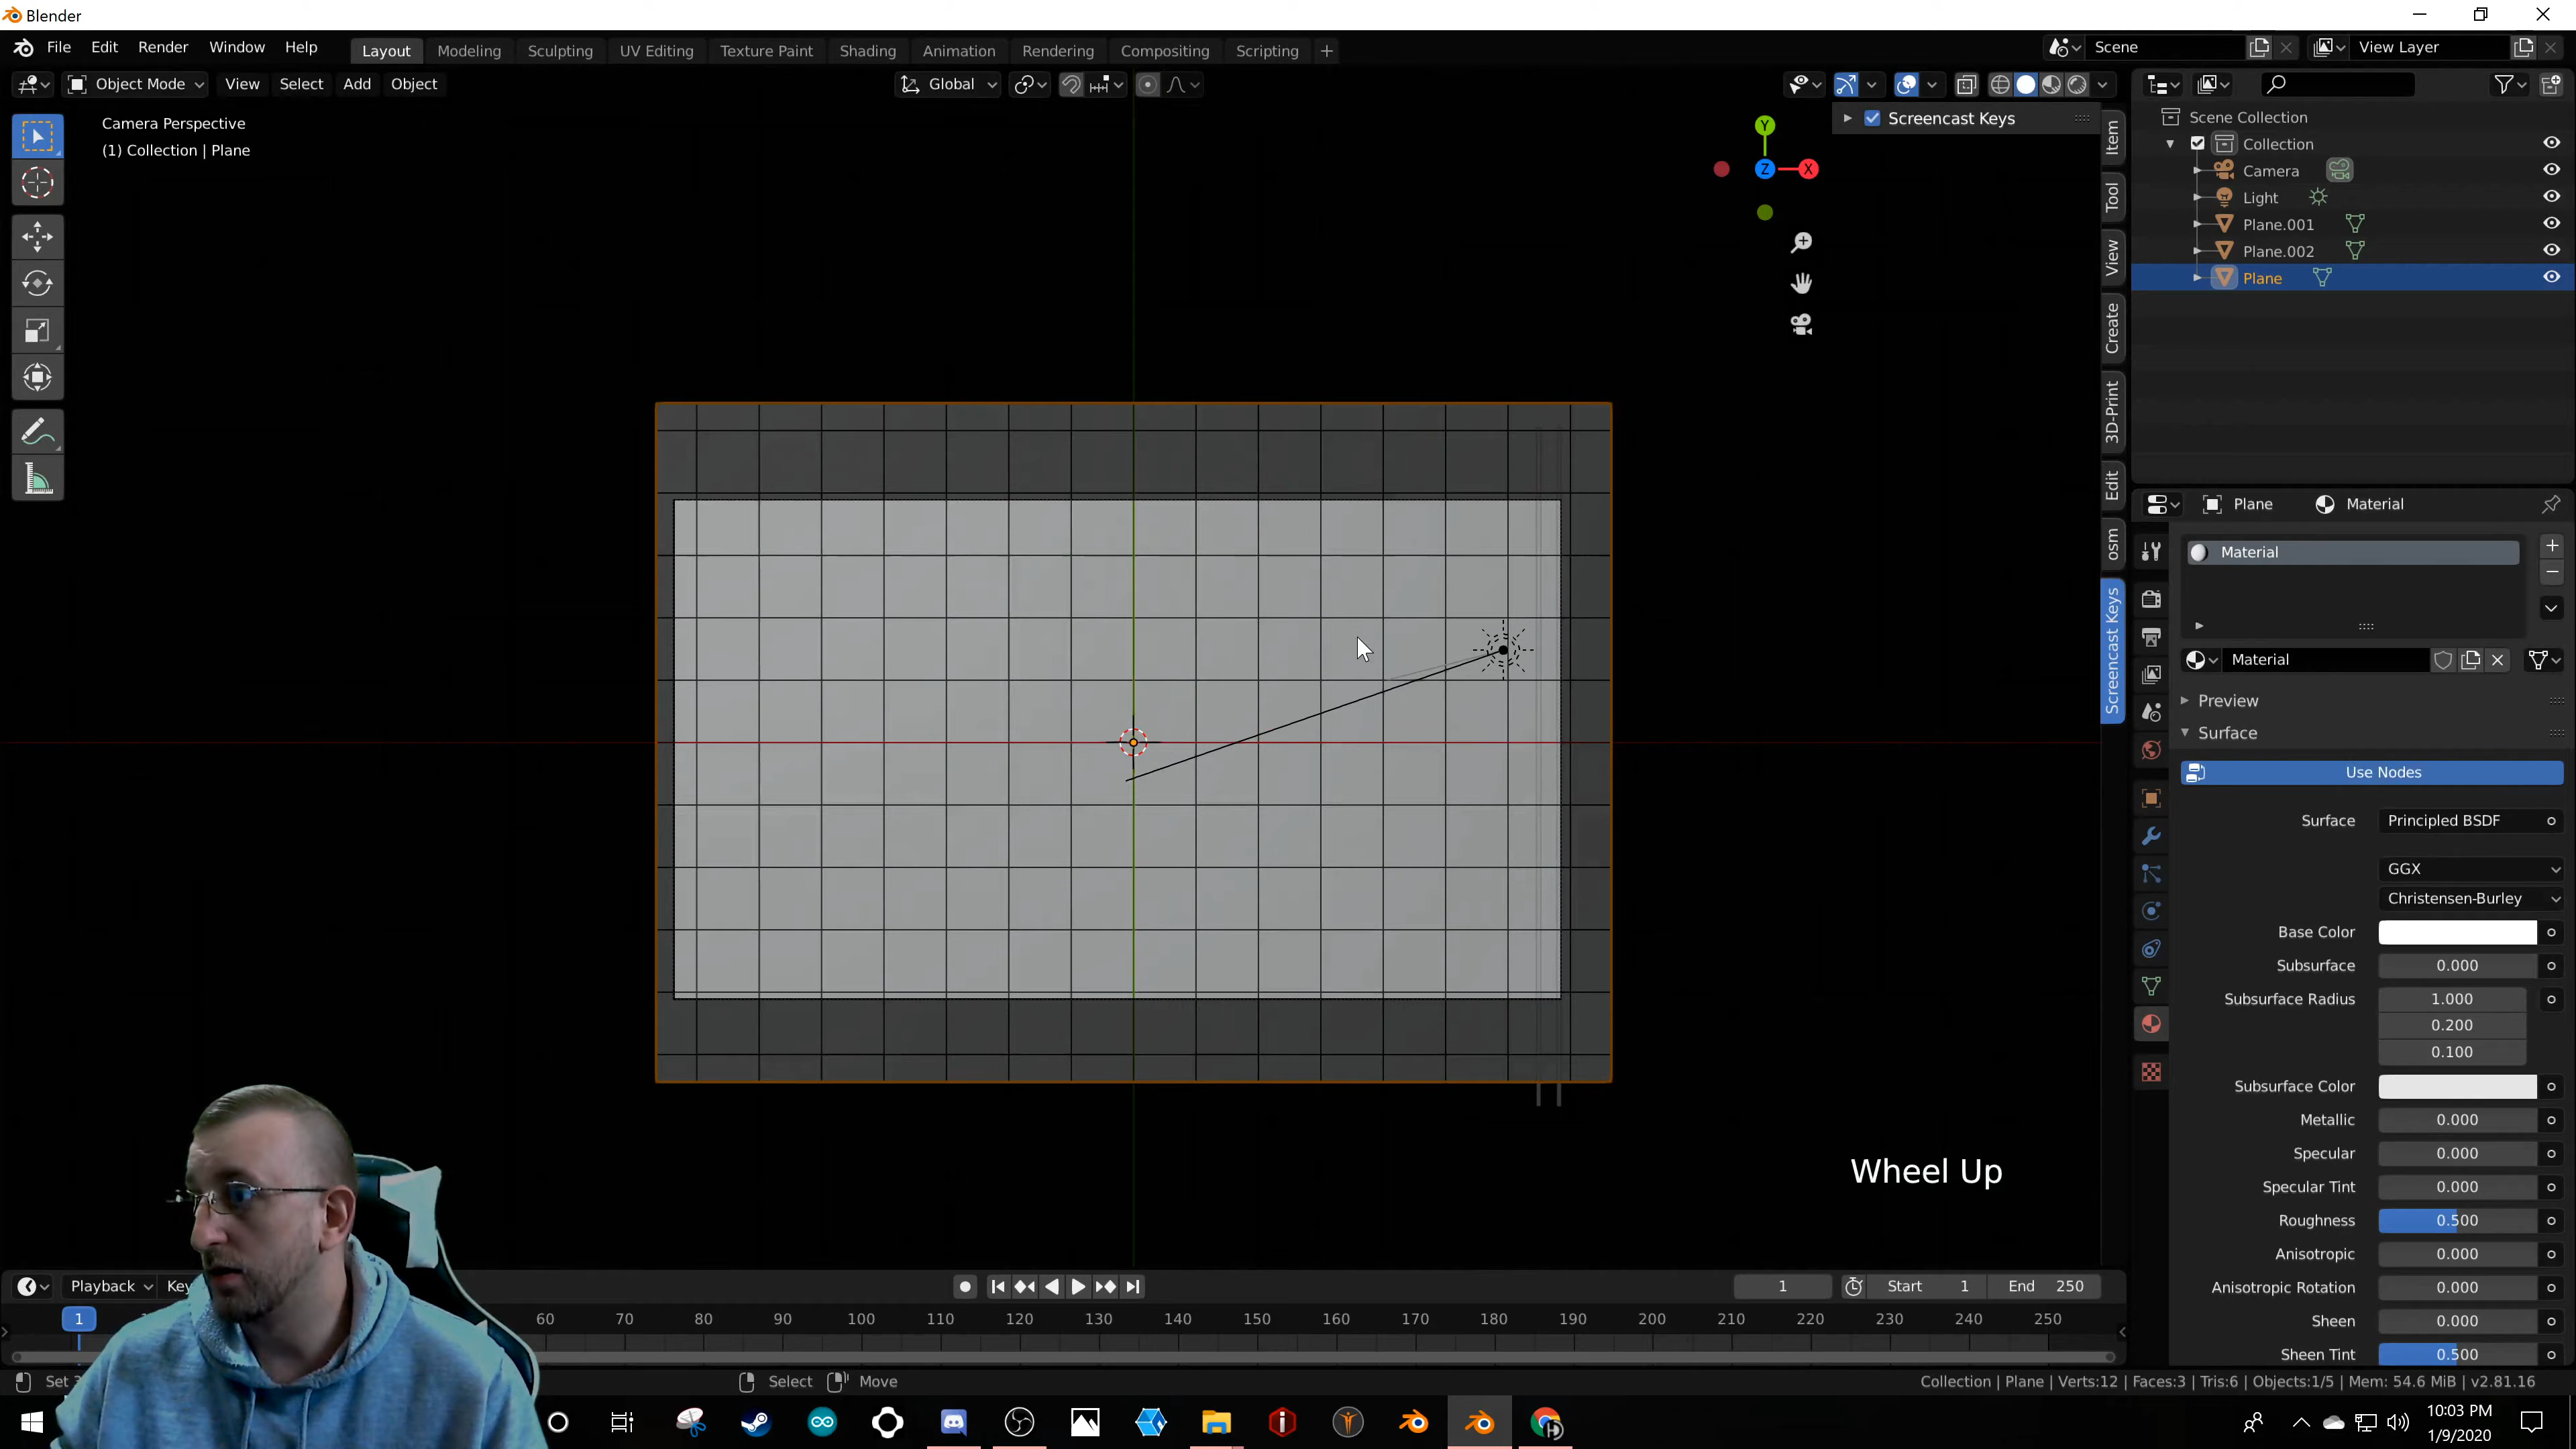 Blender
File Edit Render Window Help Layout Modeling Sculpting UV Editing Texture Paint Shading Animation Rendering Compositing Scripting + Scene View Layer
Object Mode View Select Add Object Global
Camera Perspective
(1) Collection | Plane
Screencast Keys
Y
Z X
Item
Tool
View
Create
3D-Print
Edit
osm
Screencast Keys
Scene Collection
Collection
Camera
Light
Plane.001
Plane.002
Plane
Plane Material
Material
Material
Preview
Surface
Use Nodes
Surface Principled BSDF
GGX
Christensen-Burley
Base Color
Subsurface 0.000
Subsurface Radius 1.000
0.200
0.100
Subsurface Color
Metallic 0.000
Specular 0.000
Specular Tint 0.000
Roughness 0.500
Anisotropic 0.000
Anisotropic Rotation 0.000
Sheen 0.000
Sheen Tint 0.500
Wheel Up
Playback 1 Start 1 End 250
1 60 70 80 90 100 110 120 130 140 150 160 170 180 190 200 210 220 230 240 250
Set Select Move Collection | Plane | Verts:12 | Faces:3 | Tris:6 | Objects:1/5 | Mem: 54.6 MiB | v2.81.16
10:03 PM
1/9/2020